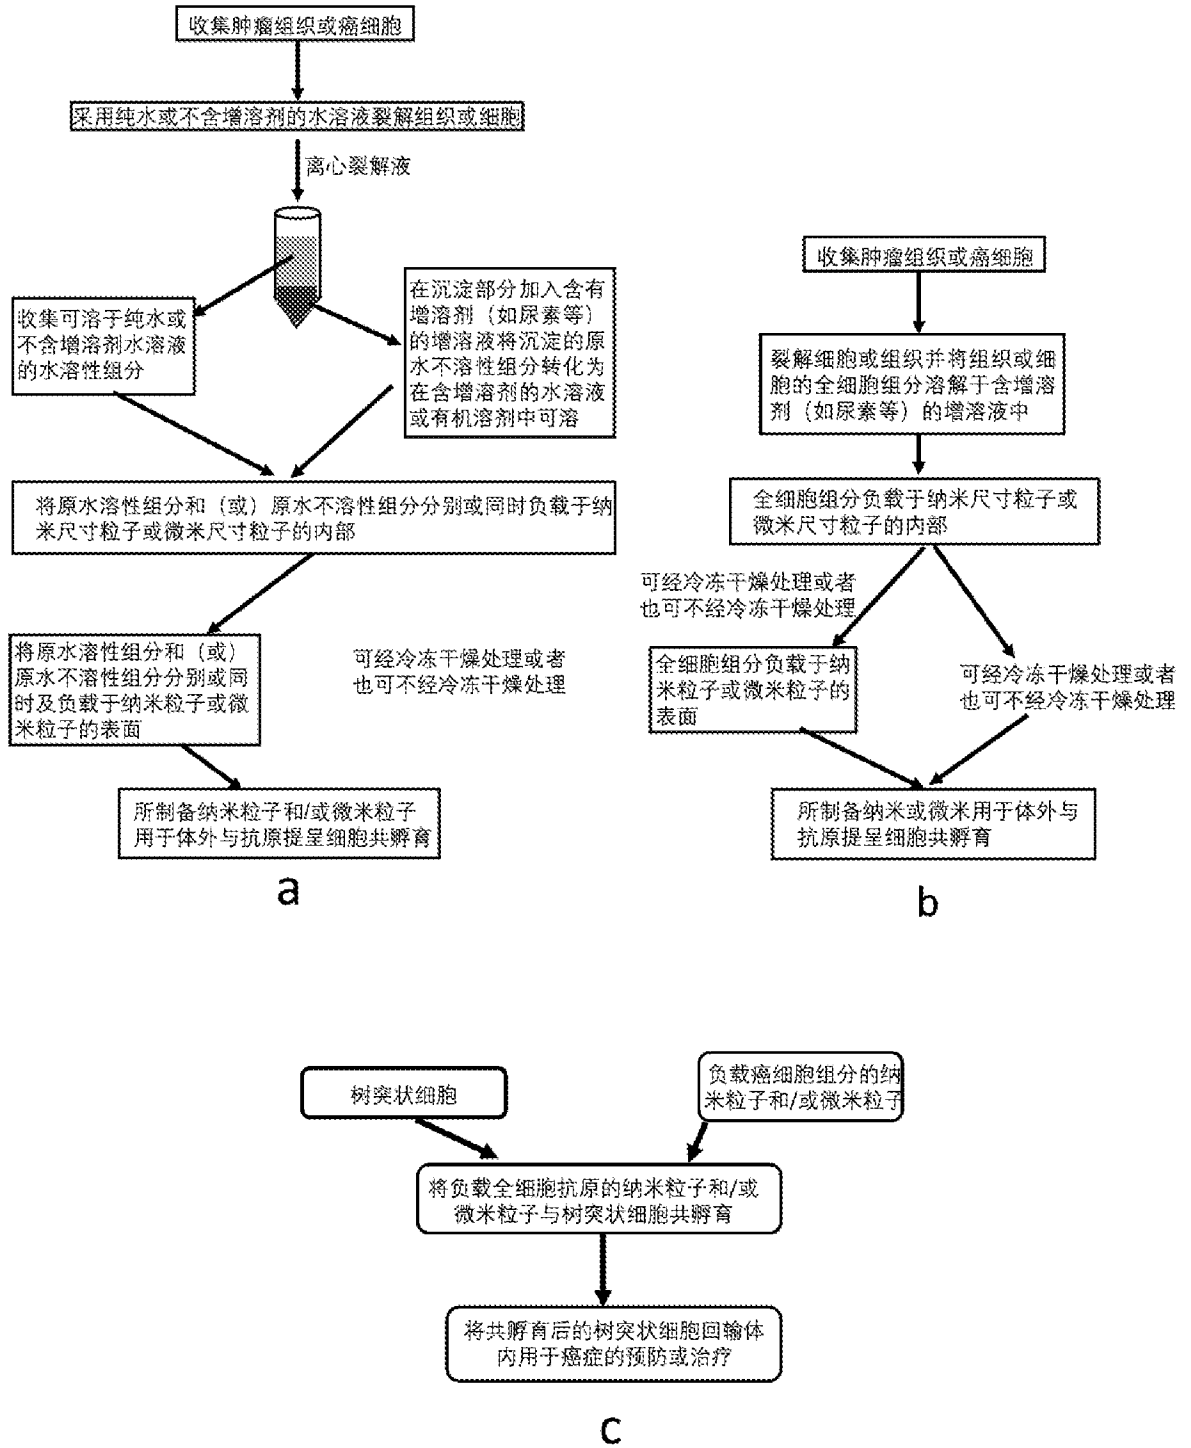 收集肿瘤组织或癌细胞
采用纯水或不含增溶剂的水溶液裂解组织或细胞
离心裂解液
收集可溶于纯水或
不含增溶剂水溶液
的水溶性组分
在沉淀部分加入含有
增溶剂（如尿素等）
的增溶液将沉淀的原
水不溶性组分转化为
在含增溶剂的水溶液
或有机溶剂中可溶
将原水溶性组分和（或）原水不溶性组分分别或同时负载于纳
米尺寸粒子或微米尺寸粒子的内部
将原水溶性组分和（或）
原水不溶性组分分别或同
时及负载于纳米粒子或微
米粒子的表面
可经冷冻干燥处理或者
也可不经冷冻干燥处理
所制备纳米粒子和/或微米粒子
用于体外与抗原提呈细胞共孵育
a
收集肿瘤组织或癌细胞
裂解细胞或组织并将组织或细
胞的全细胞组分溶解于含增溶
剂（如尿素等）的增溶液中
全细胞组分负载于纳米尺寸粒子或
微米尺寸粒子的内部
可经冷冻干燥处理或者
也可不经冷冻干燥处理
全细胞组分负载于纳
米粒子或微米粒子的
表面
可经冷冻干燥处理或者
也可不经冷冻干燥处理
所制备纳米或微米用于体外与
抗原提呈细胞共孵育
b
树突状细胞
负载癌细胞组分的纳
米粒子和/或微米粒子
将负载全细胞抗原的纳米粒子和/或
微米粒子与树突状细胞共孵育
将共孵育后的树突状细胞回输体
内用于癌症的预防或治疗
c